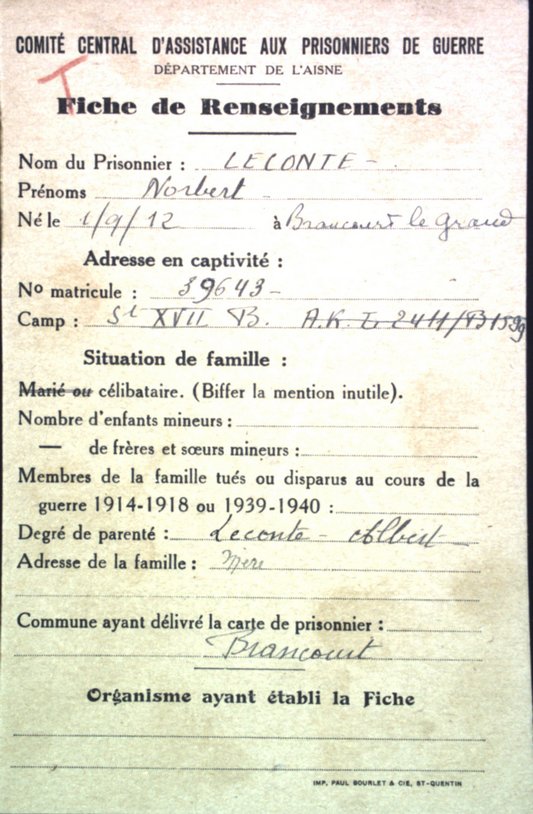 T
COMITÉ CENTRAL D'ASSISTANCE AUX PRISONNIERS DE GUERRE
DÉPARTEMENT DE L'AISNE
Fiche de Renseignements
Nom du Prisonnier : LECONTE -
Prénoms Norbert -
Né le 1/9/12 à Brancourt le grand
Adresse en captivité :
No matricule : 39643 -
Camp : St XVII B. A.K.
Situation de famille :
Marié ou célibataire. (Biffer la mention inutile).
Nombre d'enfants mineurs :
— de frères et sœurs mineurs :
Membres de la famille tués ou disparus au cours de la
guerre 1914-1918 ou 1939-1940 :
Degré de parenté : Leconte - Albert
Adresse de la famille : mère
Commune ayant délivré la carte de prisonnier :
Brancourt
Organisme ayant établi la Fiche
IMP. PAUL BOURLET & CIE, ST-QUENTIN